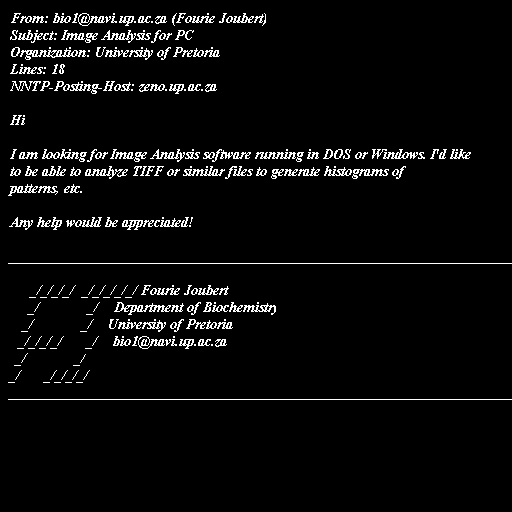 From: bio1@navi.up.ac.za (Fourie Joubert)
Subject: Image Analysis for PC
Organization: University of Pretoria
Lines: 18
NNTP-Posting-Host: zeno.up.ac.za

Hi

I am looking for Image Analysis software running in DOS or Windows. I'd like
to be able to analyze TIFF or similar files to generate histograms of
patterns, etc.

Any help would be appreciated!

_/_/_/_/ _/_/_/_/_/ Fourie Joubert
_/ _/ Department of Biochemistry
_/ _/ University of Pretoria
_/_/_/_/ _/ bio1@navi.up.ac.za
_/ _/
_/ _/_/_/_/